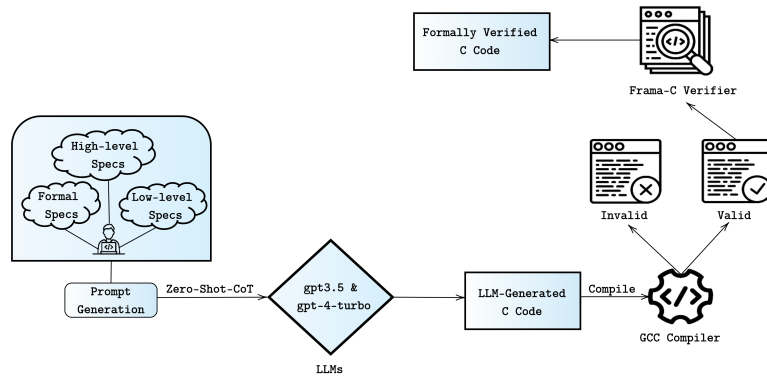 Formally Verified
C Code
Frama-C Verifier
High-level
Specs
Formal
Specs
Low-level
Specs
Invalid
Valid
Prompt
Generation
Zero-Shot-CoT
gpt3.5 &
gpt-4-turbo
LLMs
LLM-Generated
C Code
Compile
</>
GCC Compiler